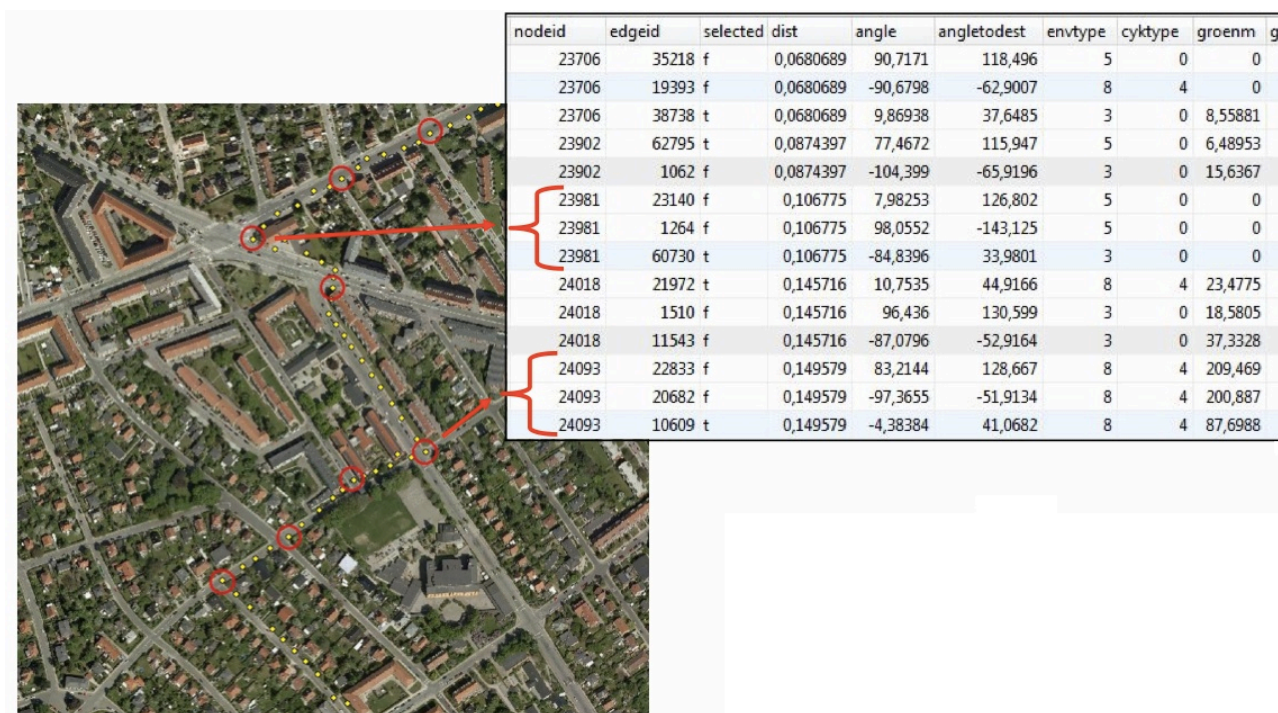 nodeid edgeid selected dist angle angletodest envtype cyktype groenm g
23706 35218 f 0,0680689 90,7171 118,496 5 0 0
23706 19393 f 0,0680689 -90,6798 -62,9007 8 4 0
23706 38738 t 0,0680689 9,86938 37,6485 3 0 8,55881
23902 62795 t 0,0874397 77,4672 115,947 5 0 6,48953
23902 1062 f 0,0874397 -104,399 -65,9196 3 0 15,6367
23981 23140 f 0,106775 7,98253 126,802 5 0 0
23981 1264 f 0,106775 98,0552 -143,125 5 0 0
23981 60730 t 0,106775 -84,8396 33,9801 3 0 0
24018 21972 t 0,145716 10,7535 44,9166 8 4 23,4775
24018 1510 f 0,145716 96,436 130,599 3 0 18,5805
24018 11543 f 0,145716 -87,0796 -52,9164 3 0 37,3328
24093 22833 f 0,149579 83,2144 128,667 8 4 209,469
24093 20682 f 0,149579 -97,3655 -51,9134 8 4 200,887
24093 10609 t 0,149579 -4,38384 41,0682 8 4 87,6988